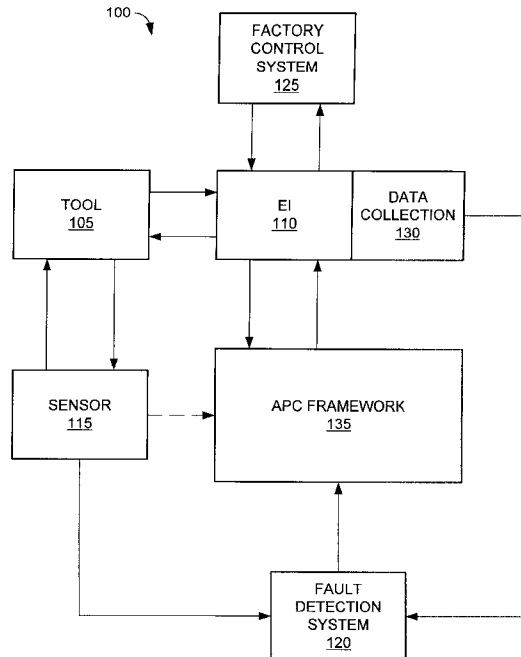 100
FACTORY
CONTROL
SYSTEM
125
TOOL
105
EI
110
DATA
COLLECTION
130
SENSOR
115
APC FRAMEWORK
135
FAULT
DETECTION
SYSTEM
120